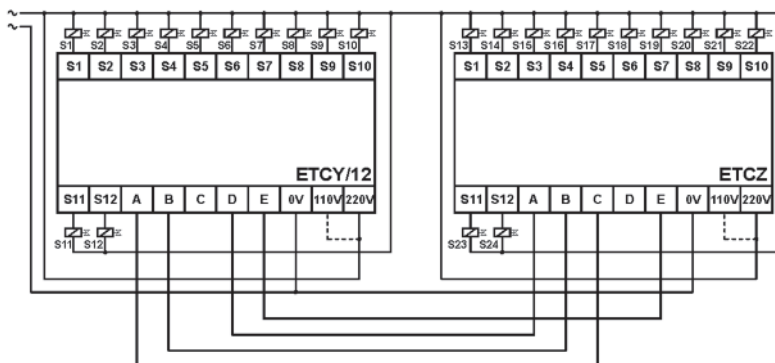 ~
~
S1 S2 S3 S4 S5 S6 S7 S8 S9 S10
S1 S2 S3 S4 S5 S6 S7 S8 S9 S10
ETCY/12
S11 S12 A B C D E 0V 110V 220V
S11 S12
S13 S14 S15 S16 S17 S18 S19 S20 S21 S22
S1 S2 S3 S4 S5 S6 S7 S8 S9 S10
ETCZ
S11 S12 A B C D E 0V 110V 220V
S23 S24